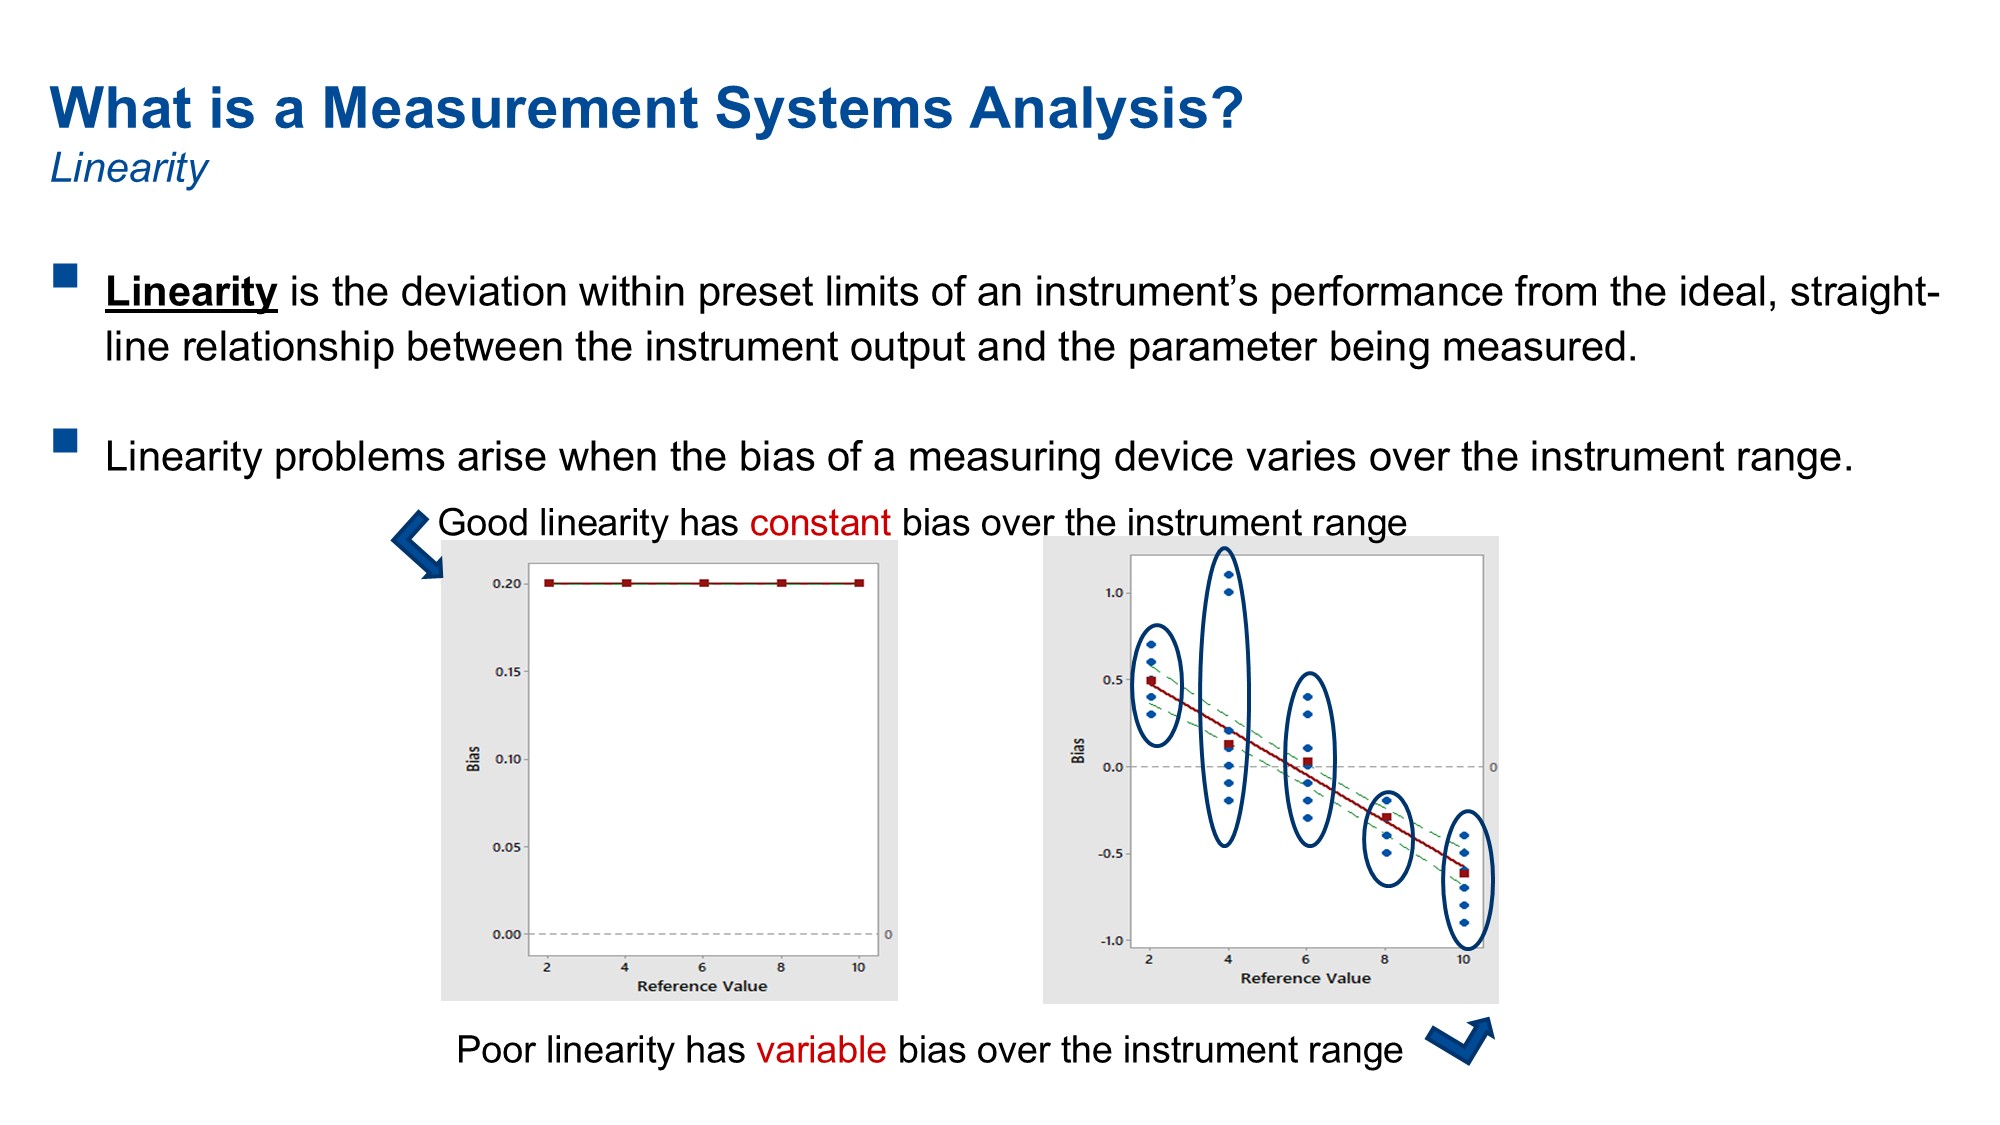 What is a Measurement Systems Analysis?
Linearity
Linearity is the deviation within preset limits of an instrument’s performance from the ideal, straight-
line relationship between the instrument output and the parameter being measured.
Linearity problems arise when the bias of a measuring device varies over the instrument range.
Good linearity has constant bias over the instrument range
0.20
0.15
0.10
0.05
0.00
Bias
0
2 4 6 8 10
Reference Value
1.0
0.5
0.0
-0.5
-1.0
Bias
0
2 4 6 8 10
Reference Value
Poor linearity has variable bias over the instrument range